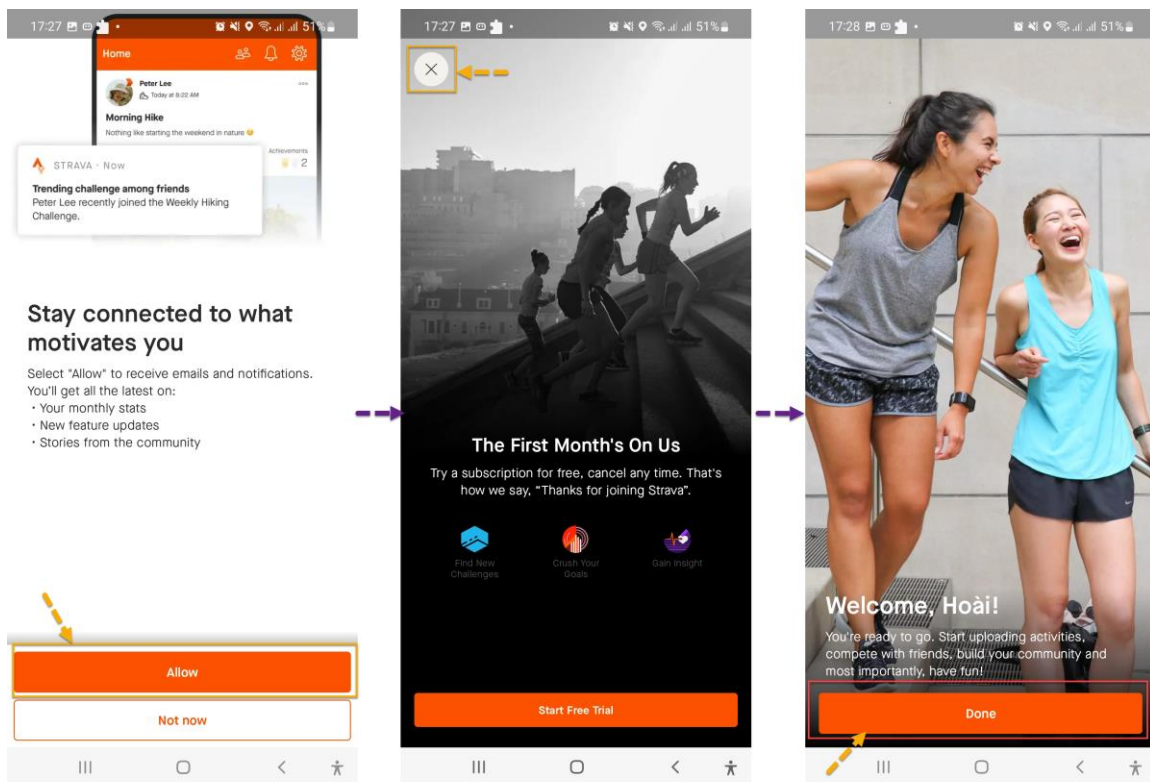 17:27
51%
Home
Peter Lee
Today at 9:22 AM
Morning Hike
Nothing like starting the weekend in nature 😊
Achievements
2
STRAVA · Now
Trending challenge among friends
Peter Lee recently joined the Weekly Hiking
Challenge.
Stay connected to what
motivates you
Select "Allow" to receive emails and notifications.
You'll get all the latest on:
• Your monthly stats
• New feature updates
• Stories from the community
Allow
Not now
17:27
51%
The First Month's On Us
Try a subscription for free, cancel any time. That's
how we say, “Thanks for joining Strava”.
Find New
Challenges
Crush Your
Goals
Gain Insight
Start Free Trial
17:28
51%
Welcome, Hoài!
You're ready to go. Start uploading activities,
compete with friends, build your community and
most importantly, have fun!
Done